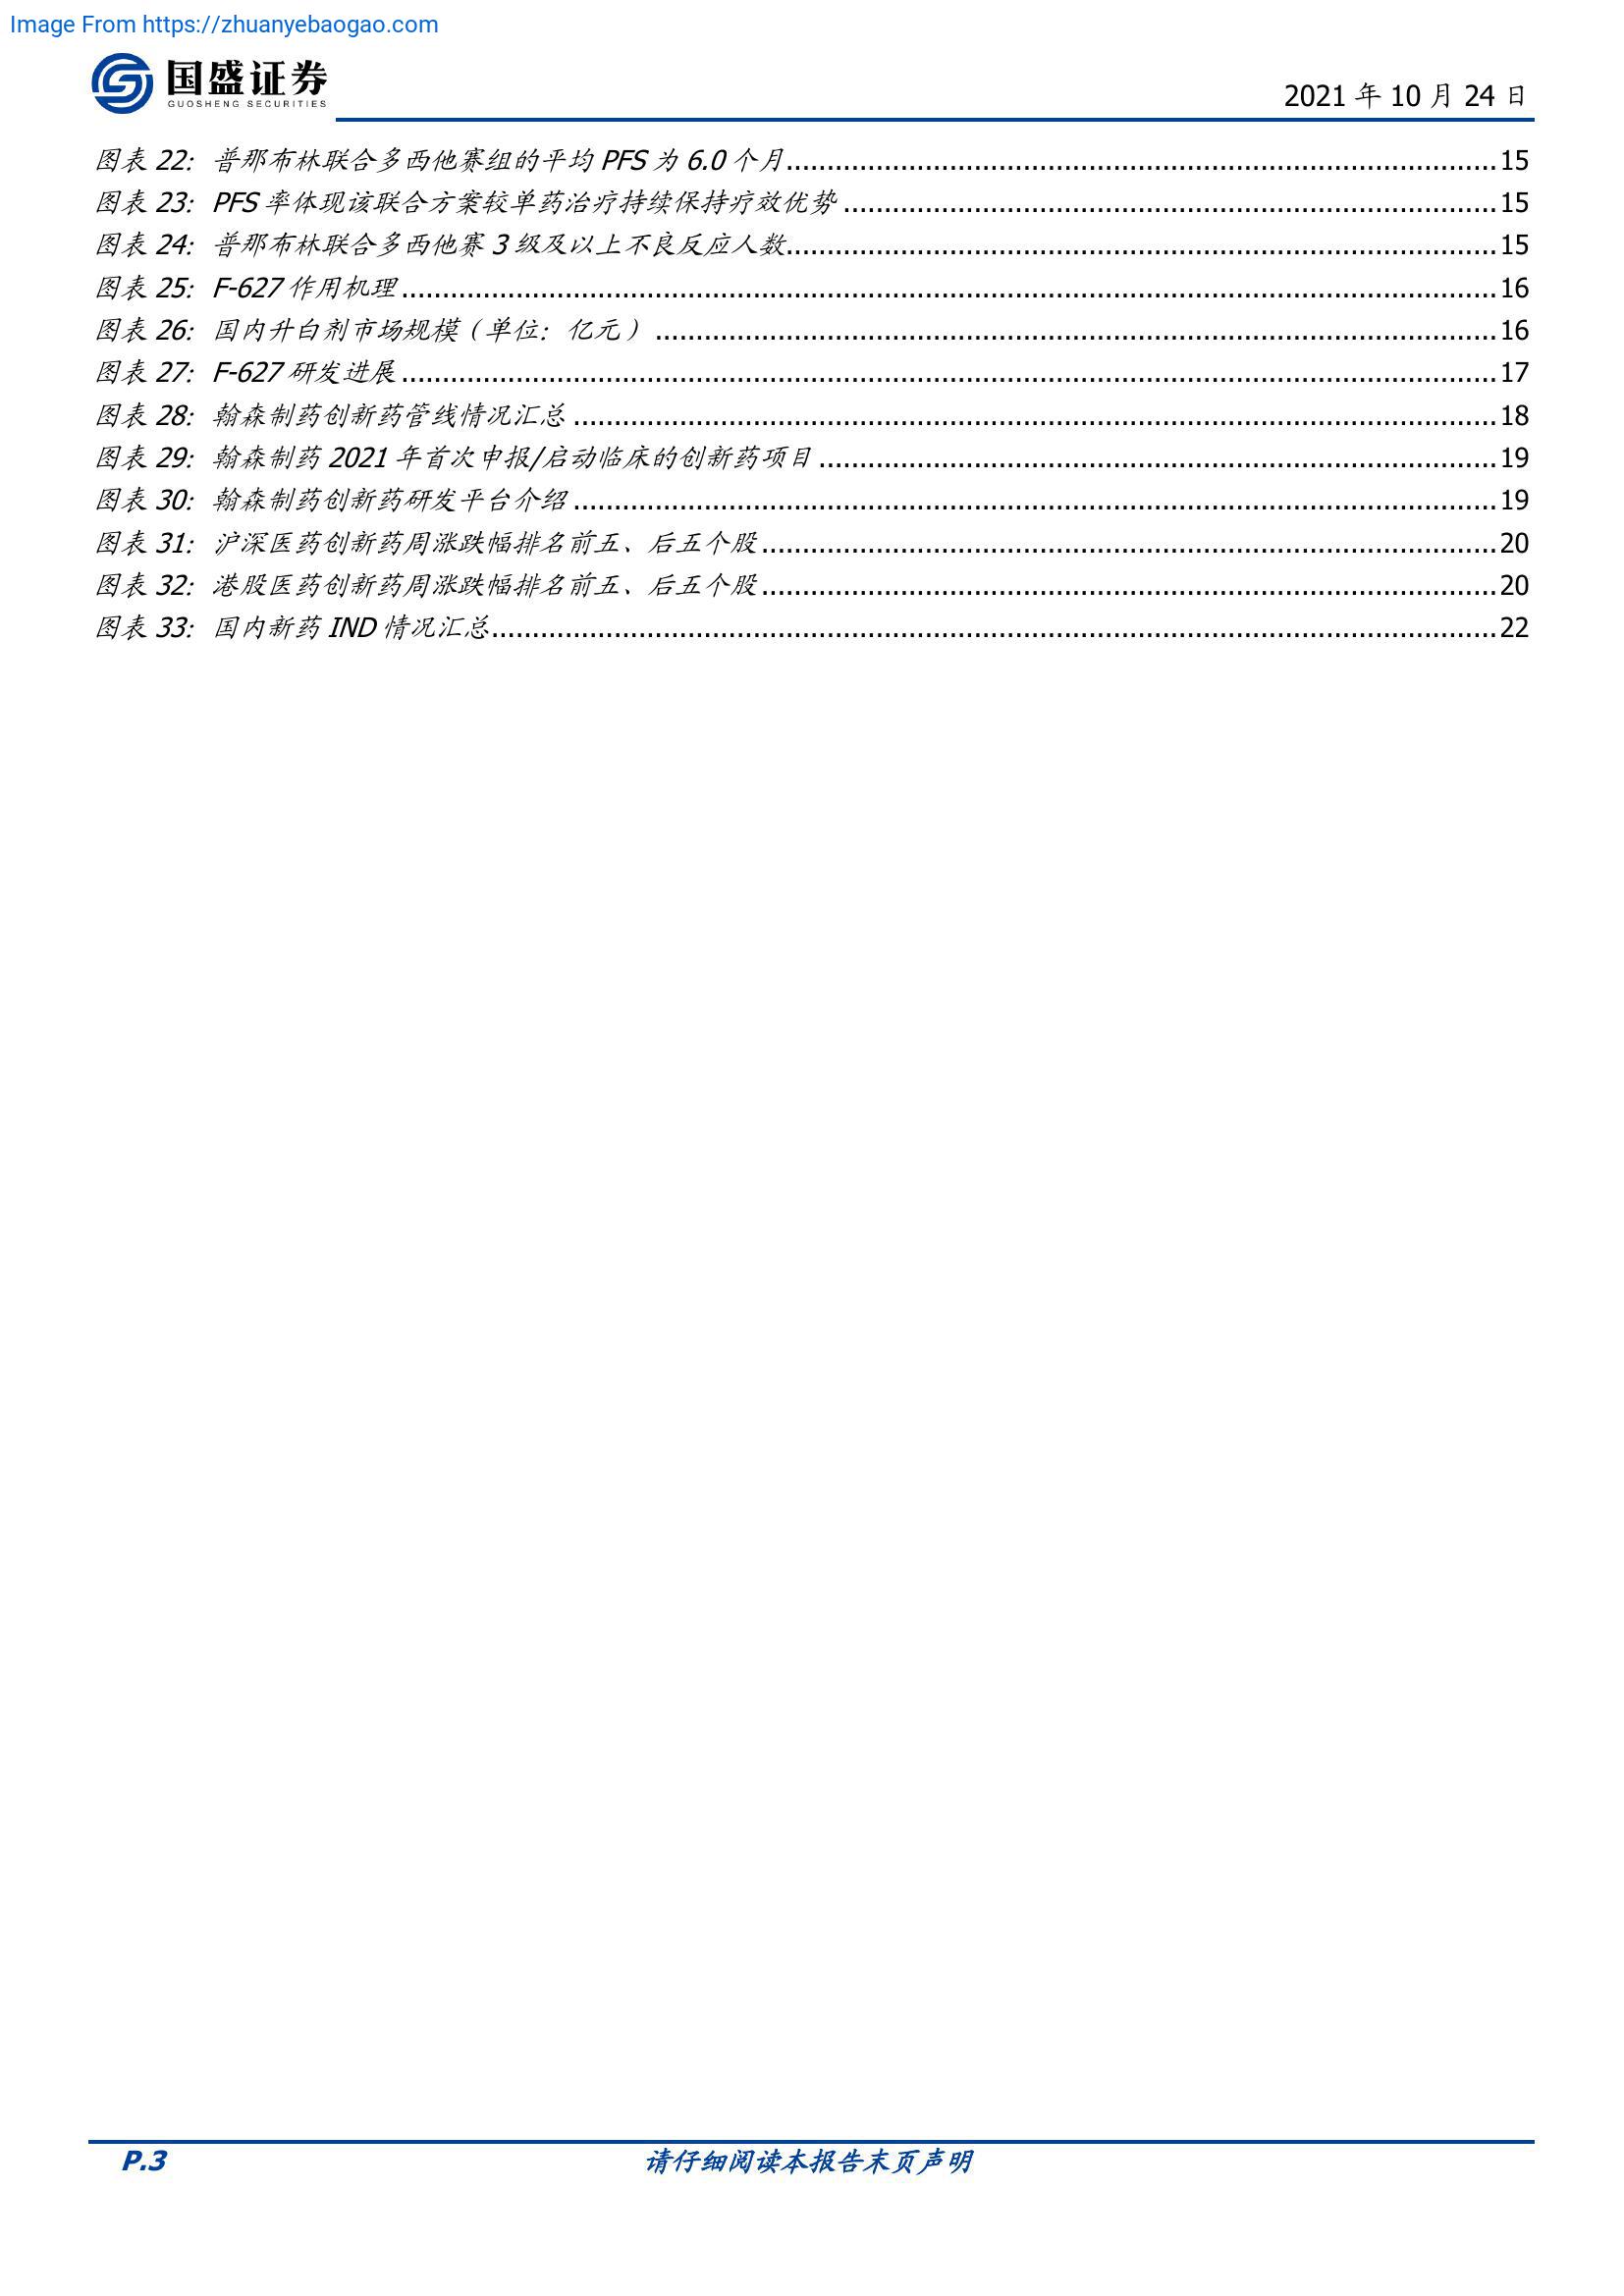 Image From https://zhuanyebaogao.com
国盛证券
GUOSHENG SECURITIES
2021 年 10 月 24 日
图表 22: 普那布林联合多西他赛组的平均 PFS 为 6.0 个月 15
图表 23: PFS 率体现该联合方案较单药治疗持续保持疗效优势 15
图表 24: 普那布林联合多西他赛 3 级及以上不良反应人数 15
图表 25: F-627 作用机理 16
图表 26: 国内升白剂市场规模（单位：亿元） 16
图表 27: F-627 研发进展 17
图表 28: 翰森制药创新药管线情况汇总 18
图表 29: 翰森制药 2021 年首次申报/启动临床的创新药项目 19
图表 30: 翰森制药创新药研发平台介绍 19
图表 31: 沪深医药创新药周涨跌幅排名前五、后五个股 20
图表 32: 港股医药创新药周涨跌幅排名前五、后五个股 20
图表 33: 国内新药 IND 情况汇总 22
P.3
请仔细阅读本报告末页声明